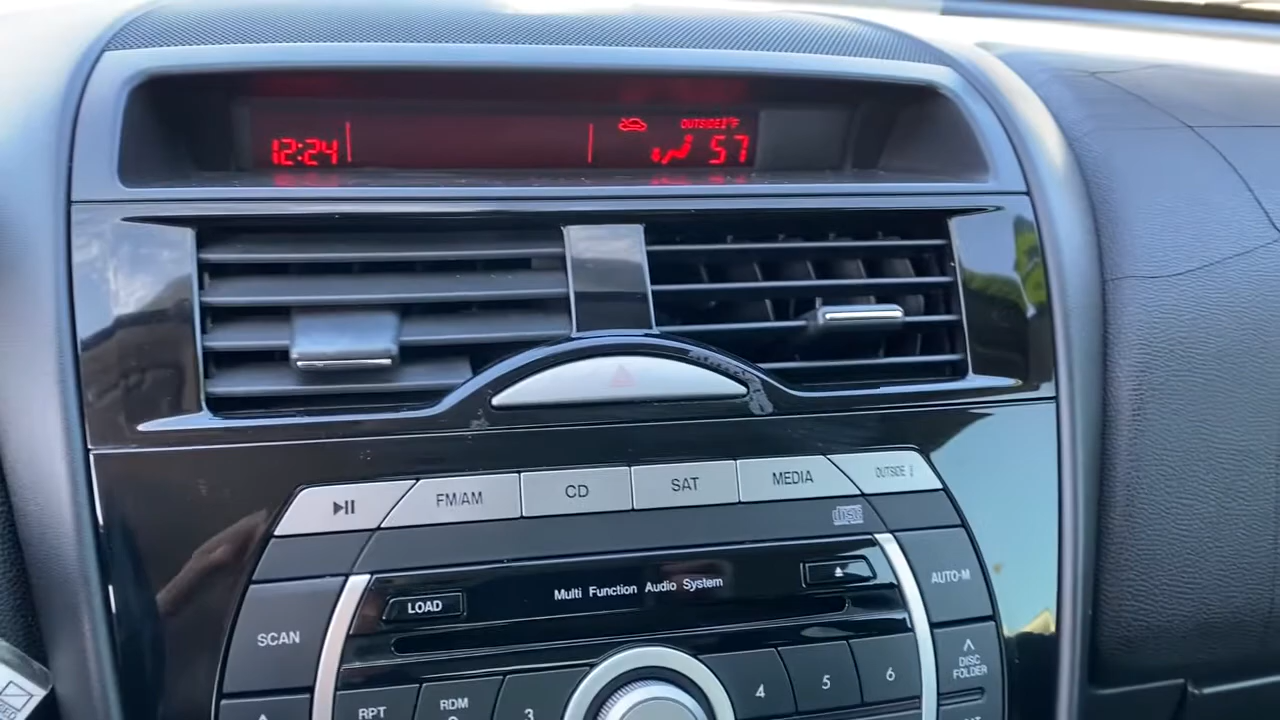 OUTSIDE °F
12:24
57
FM/AM CD SAT MEDIA OUTSIDE
disc
AUTO-M
Multi Function Audio System
LOAD
SCAN
DISC FOLDER
RPT RDM 3 4 5 6